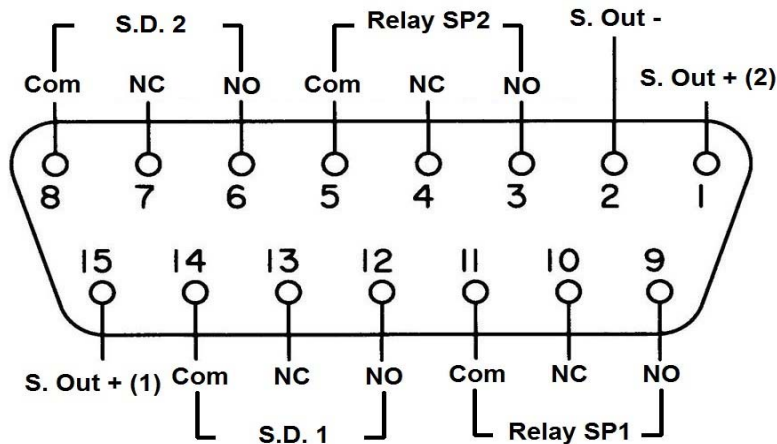 S.D. 2 Relay SP2 S. Out -
Com NC NO Com NC NO S. Out + (2)
8 7 6 5 4 3 2 1
15 14 13 12 11 10 9
S. Out + (1) Com NC NO Com NC NO
S.D. 1 Relay SP1